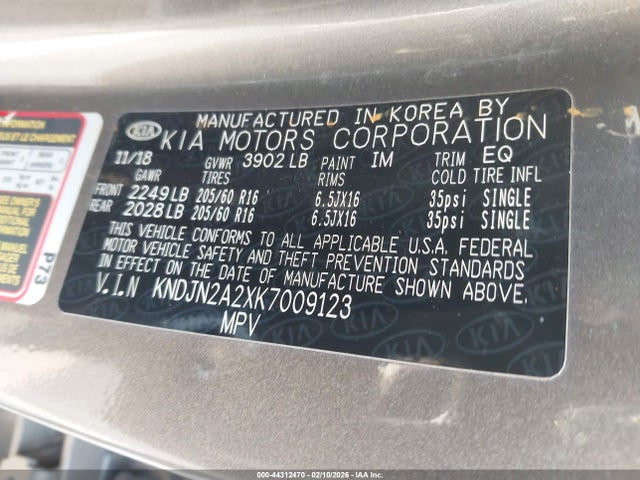 MANUFACTURED IN KOREA BY
KIA KIA MOTORS CORPORATION
11/18 GVWR 3902 LB PAINT IM TRIM EQ
GAWR TIRES RIMS COLD TIRE INFL
FRONT 2249 LB 205/60 R16 6.5JX16 35psi SINGLE
REAR 2028 LB 205/60 R16 6.5JX16 35psi SINGLE
THIS VEHICLE CONFORMS TO ALL APPLICABLE U.S.A. FEDERAL
MOTOR VEHICLE SAFETY AND THEFT PREVENTION STANDARDS
IN EFFECT ON THE DATE OF MANUFACTURE SHOWN ABOVE.
V.I.N KNDJN2A2XK7009123
MPV
P73
000-44312470 - 02/10/2026 - IAAI.COM